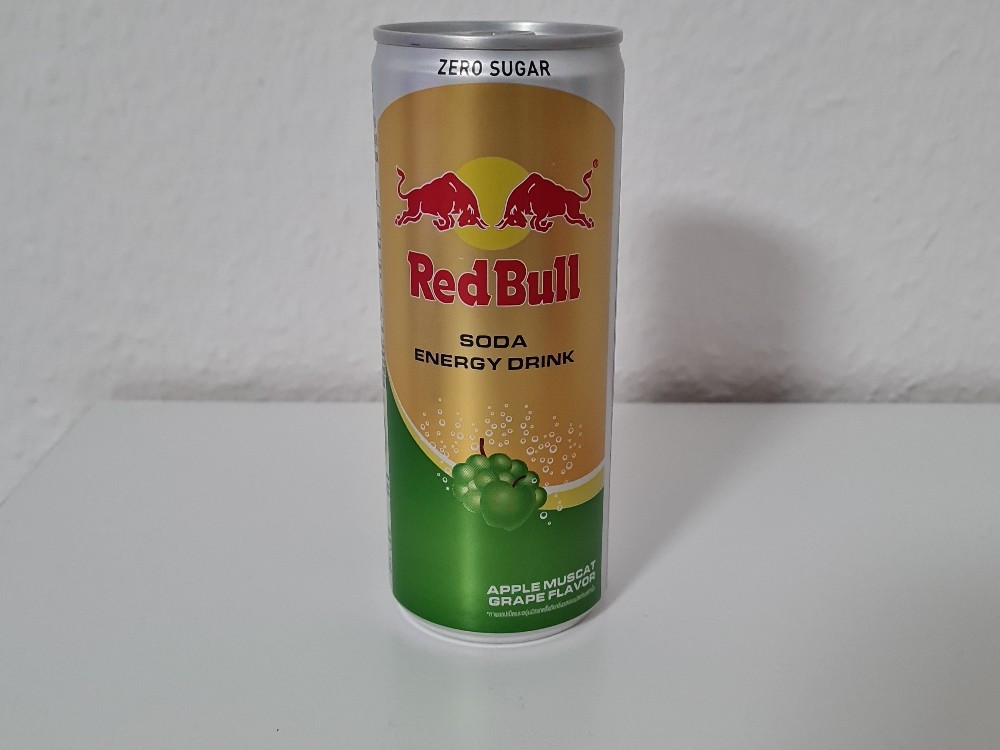 ZERO SUGAR
®
Red Bull
SODA
ENERGY DRINK
APPLE MUSCAT
GRAPE FLAVOR